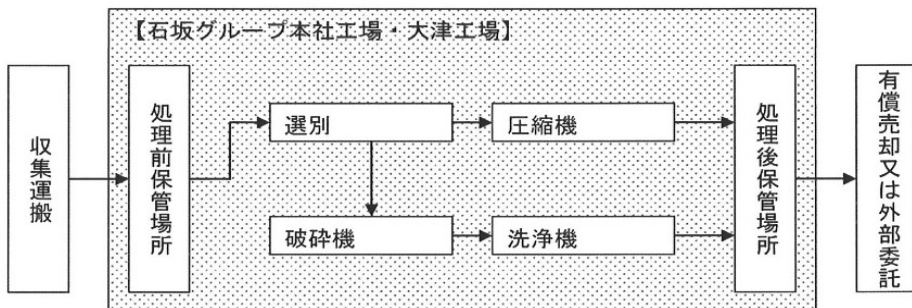 【石坂グループ本社工場・大津工場】
収集運搬
処理前保管場所
選別
圧縮機
破砕機
洗浄機
処理後保管場所
有償売却又は外部委託